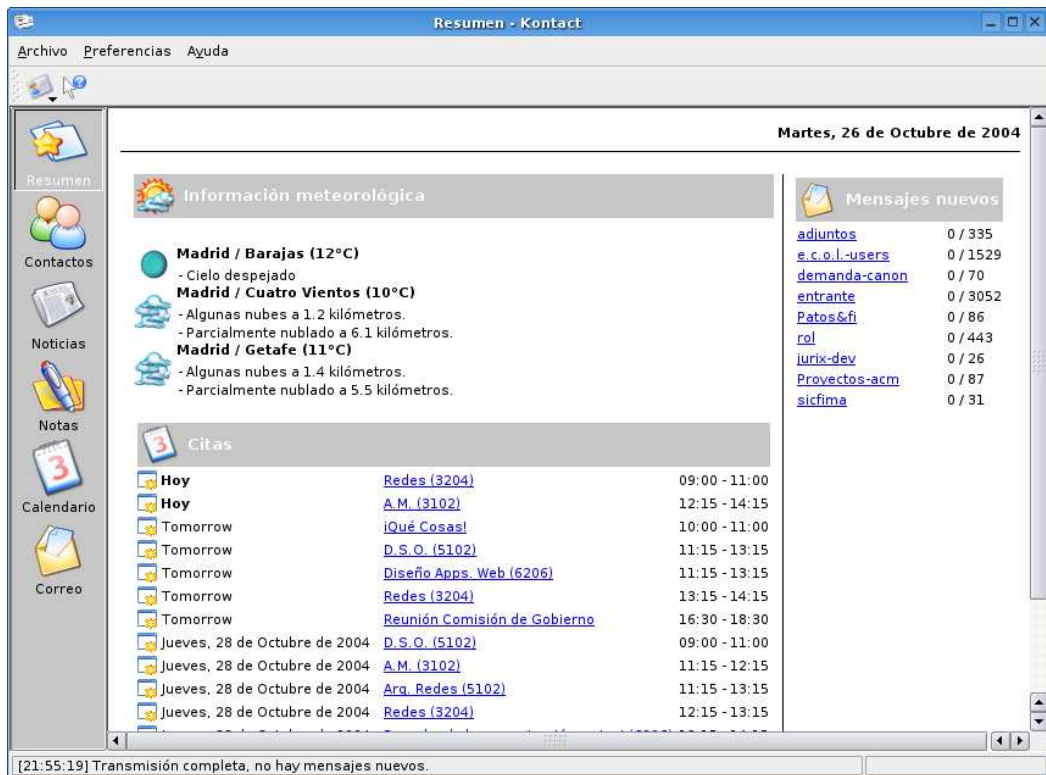 Resumen - Kontact
Archivo Preferencias Ayuda
Resumen
Contactos
Noticias
Notas
3
Calendario
Correo
Martes, 26 de Octubre de 2004
Información meteorológica
Madrid / Barajas (12°C)
- Cielo despejado
Madrid / Cuatro Vientos (10°C)
- Algunas nubes a 1.2 kilómetros.
- Parcialmente nublado a 6.1 kilómetros.
Madrid / Getafe (11°C)
- Algunas nubes a 1.4 kilómetros.
- Parcialmente nublado a 5.5 kilómetros.
3 Citas
Hoy Redes (3204) 09:00 - 11:00
Hoy A.M. (3102) 12:15 - 14:15
Tomorrow ¡Qué Cosas! 10:00 - 11:00
Tomorrow D.S.O. (5102) 11:15 - 13:15
Tomorrow Diseño Apps. Web (6206) 11:15 - 13:15
Tomorrow Redes (3204) 13:15 - 14:15
Tomorrow Reunión Comisión de Gobierno 16:30 - 18:30
Jueves, 28 de Octubre de 2004 D.S.O. (5102) 09:00 - 11:00
Jueves, 28 de Octubre de 2004 A.M. (3102) 11:15 - 12:15
Jueves, 28 de Octubre de 2004 Arq. Redes (5102) 11:15 - 13:15
Jueves, 28 de Octubre de 2004 Redes (3204) 12:15 - 13:15
Mensajes nuevos
adjuntos 0 / 335
e.c.o.l.-users 0 / 1529
demanda-canon 0 / 70
entrante 0 / 3052
Patos&fi 0 / 86
rol 0 / 443
jurix-dev 0 / 26
Proyectos-acm 0 / 87
sicfima 0 / 31
[21:55:19] Transmisión completa, no hay mensajes nuevos.